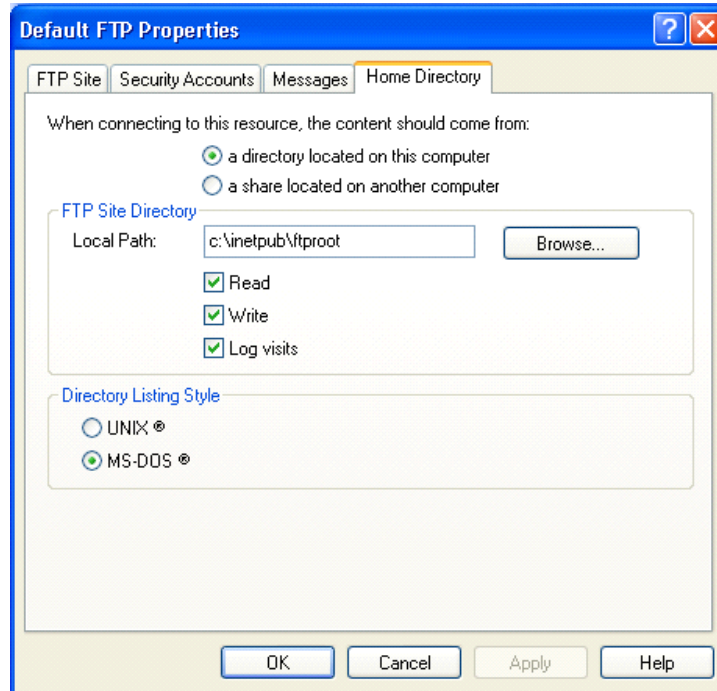 Default FTP Properties
FTP Site Security Accounts Messages Home Directory
When connecting to this resource, the content should come from:
a directory located on this computer
a share located on another computer
FTP Site Directory
Local Path: c:\inetpub\ftproot Browse...
Read
Write
Log visits
Directory Listing Style
UNIX ®
MS-DOS ®
OK Cancel Apply Help